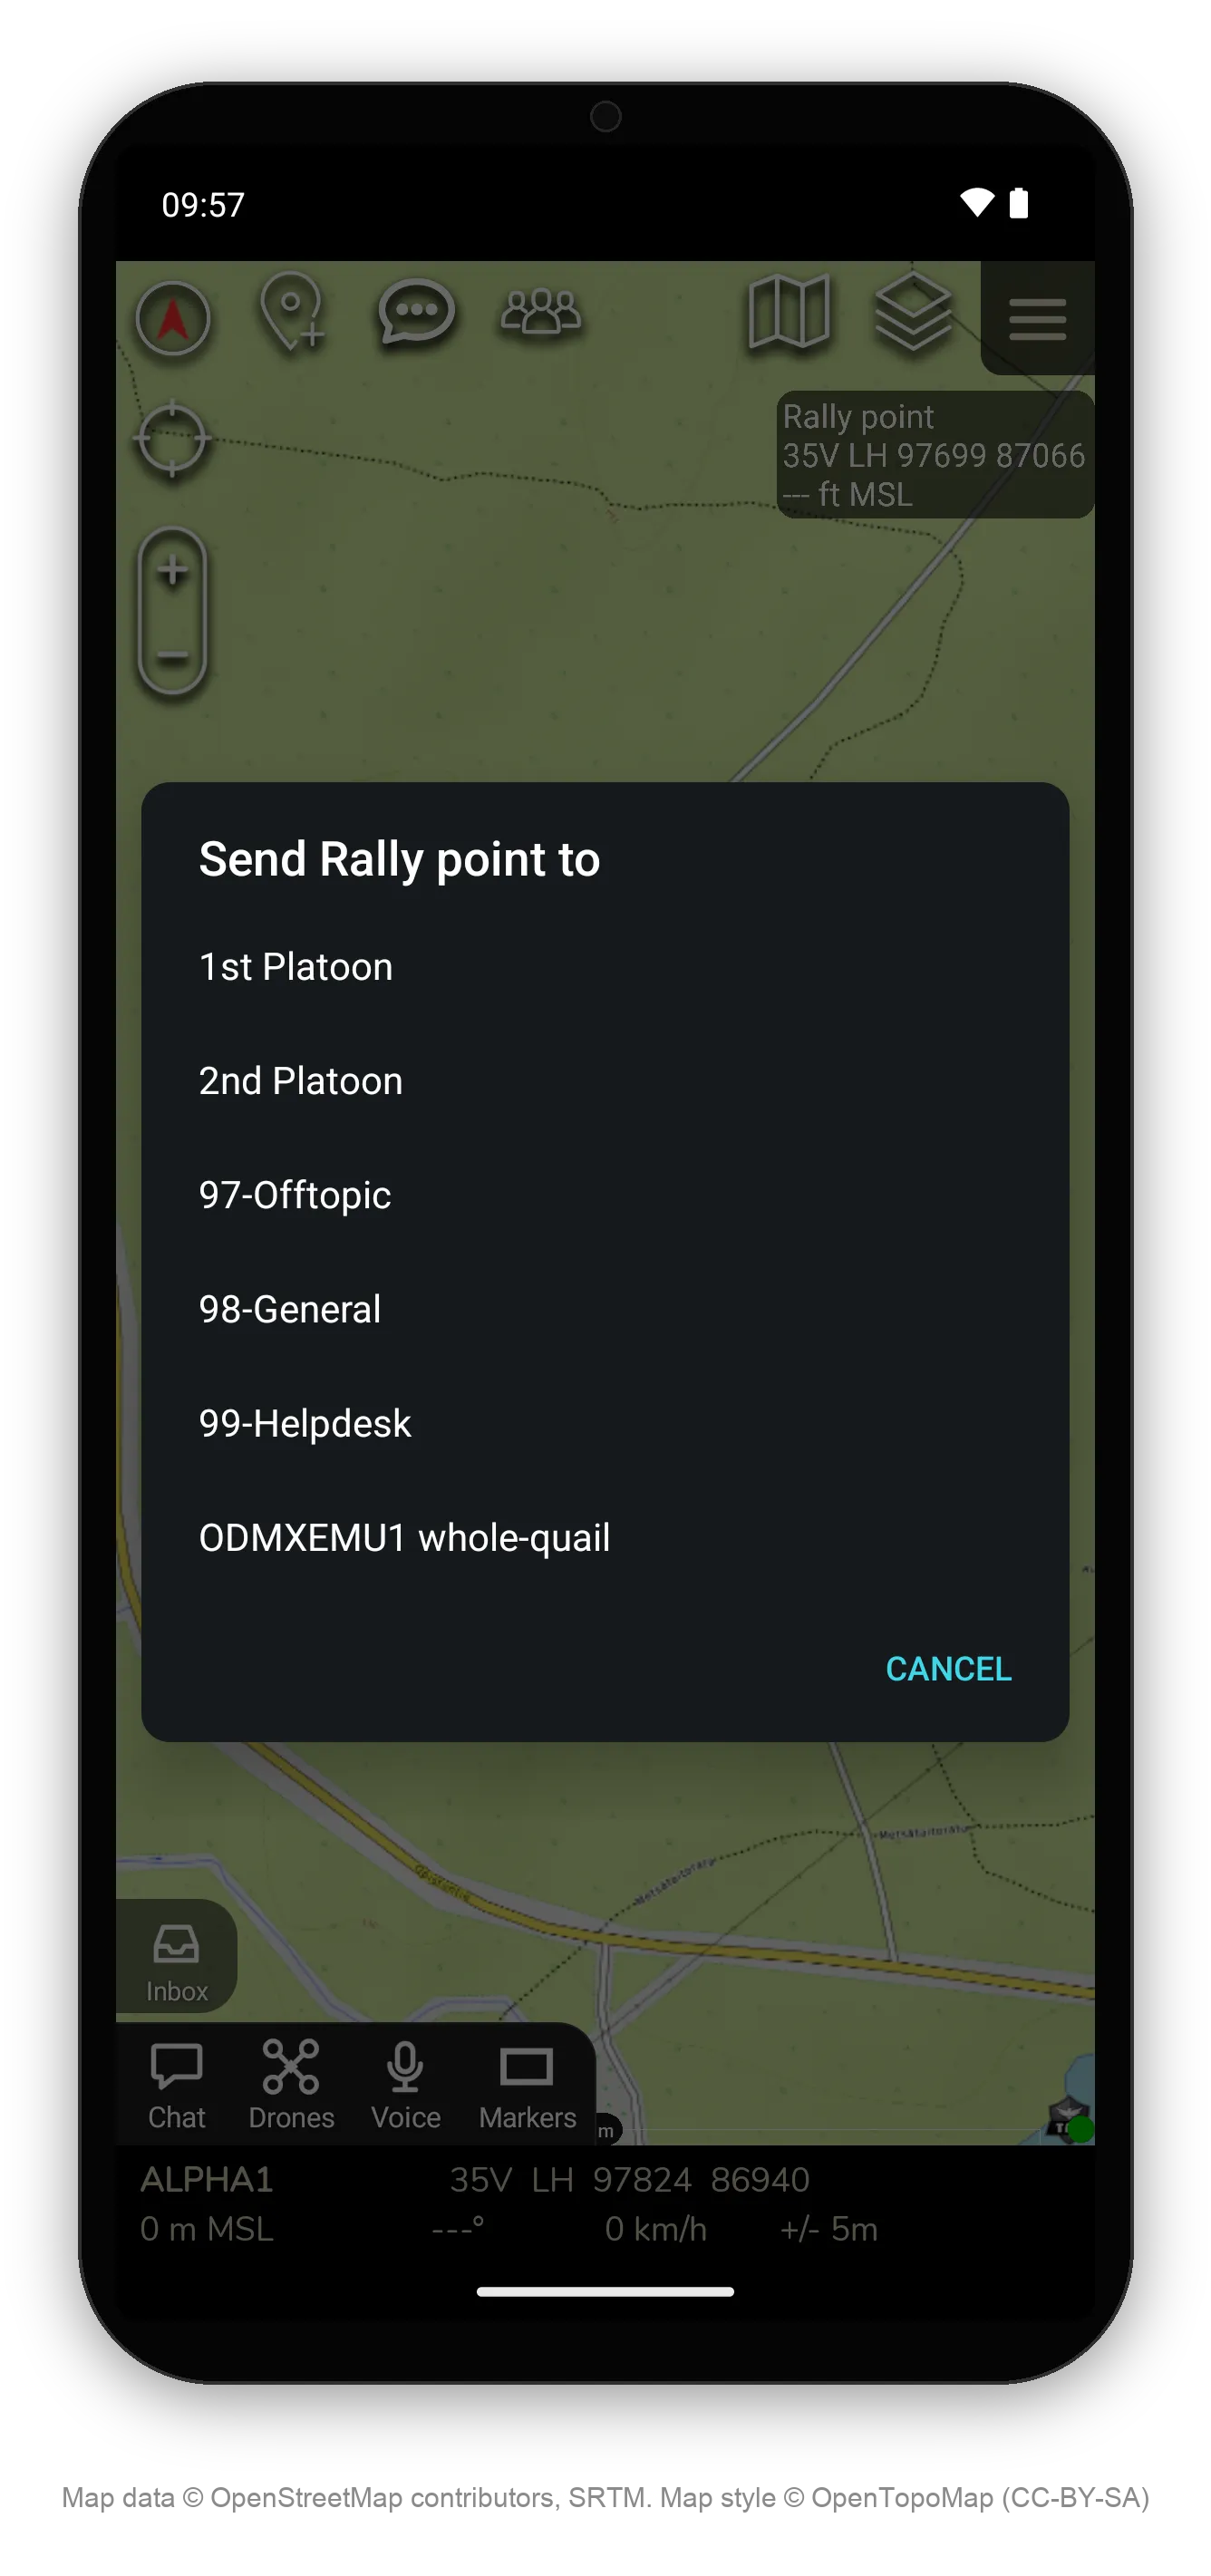 09:57
Rally point
35V LH 97699 87066
--- ft MSL
Send Rally point to
1st Platoon
2nd Platoon
97-Offtopic
98-General
99-Helpdesk
ODMXEMU1 whole-quail
CANCEL
Metsätaitorata
Metsätaitorata
Inbox
Chat
Drones
Voice
Markers
m
ALPHA1
35V LH 97824 86940
0 m MSL
---°
0 km/h
+/- 5m
Map data © OpenStreetMap contributors, SRTM. Map style © OpenTopoMap (CC-BY-SA)